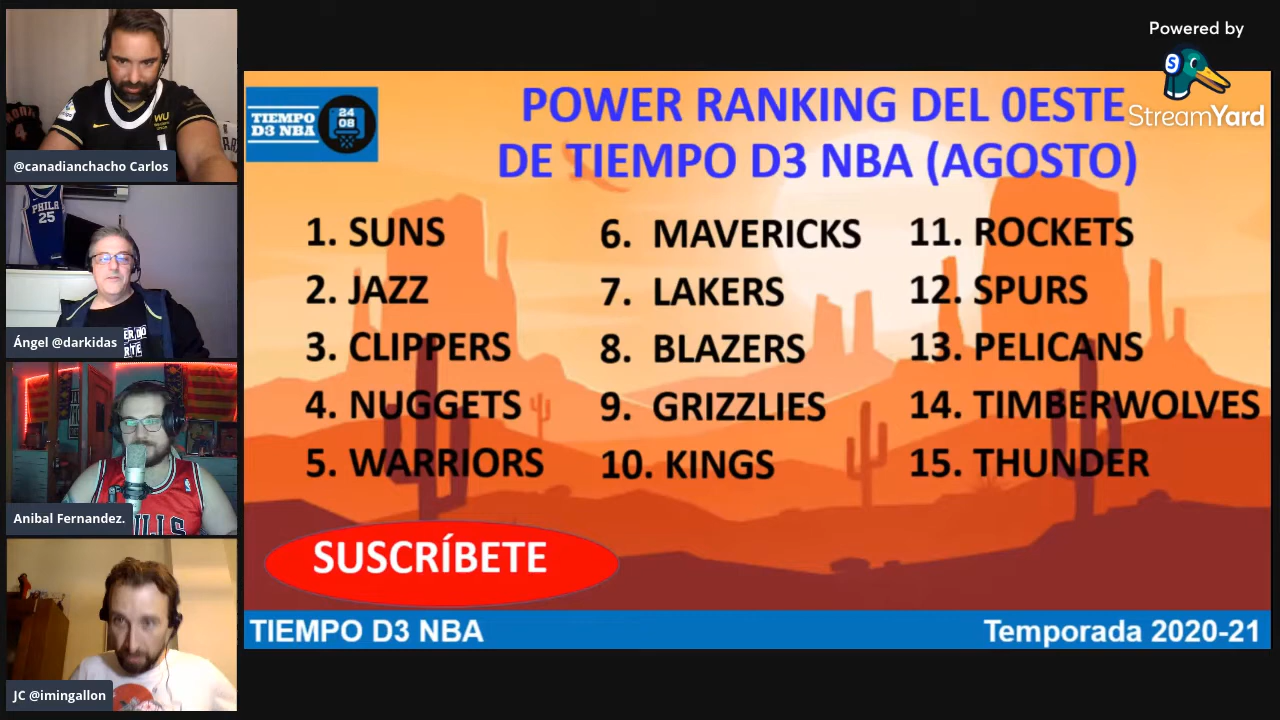 Powered by
StreamYard
TIEMPO
D3 NBA
24
08
POWER RANKING DEL 0ESTE
DE TIEMPO D3 NBA (AGOSTO)
1. SUNS
2. JAZZ
3. CLIPPERS
4. NUGGETS
5. WARRIORS
6. MAVERICKS
7. LAKERS
8. BLAZERS
9. GRIZZLIES
10. KINGS
11. ROCKETS
12. SPURS
13. PELICANS
14. TIMBERWOLVES
15. THUNDER
SUSCRÍBETE
TIEMPO D3 NBA
Temporada 2020-21
WU
@canadianchacho Carlos
PHILA
25
Ángel @darkidas
Anibal Fernandez.
JC @imingallon